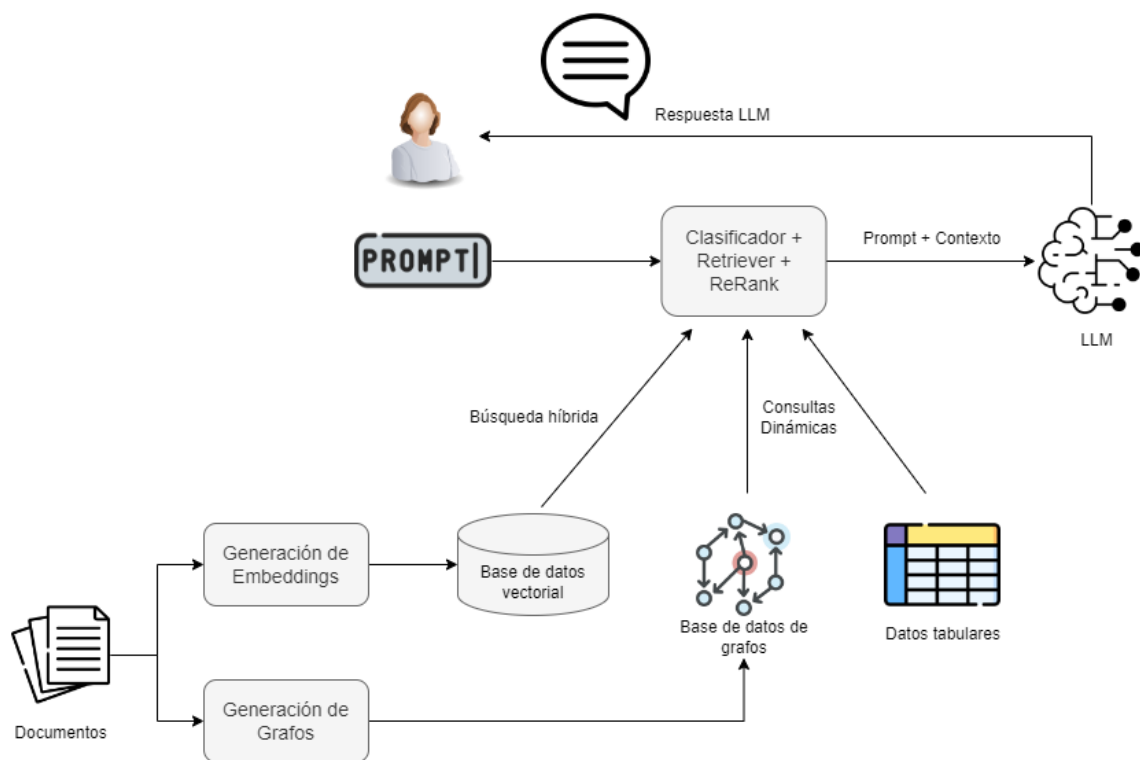 Respuesta LLM
PROMPT
Clasificador +
Retriever +
ReRank
Prompt + Contexto
LLM
Búsqueda híbrida
Consultas
Dinámicas
Generación de
Embeddings
Base de datos
vectorial
Base de datos de
grafos
Datos tabulares
Generación de
Grafos
Documentos